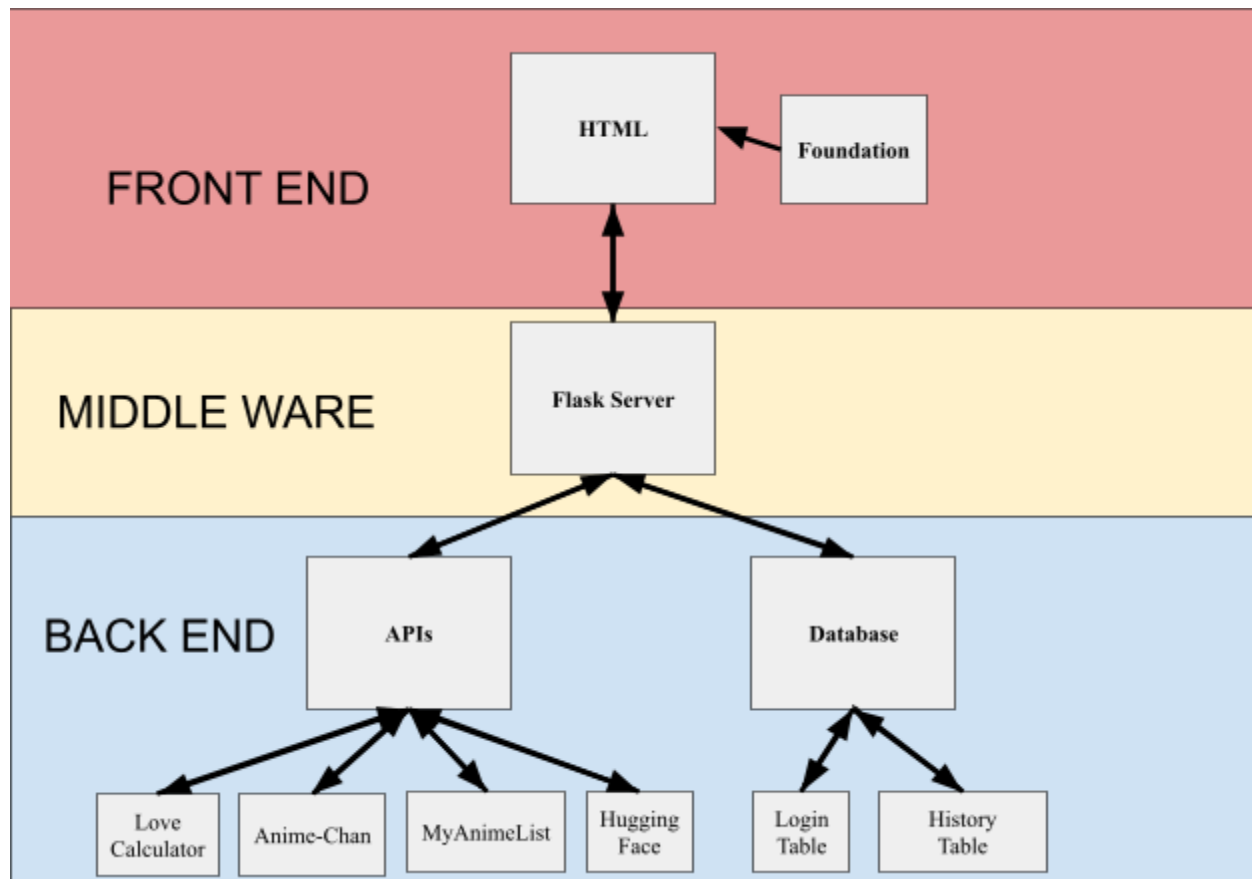 HTML
Foundation
FRONT END
Flask Server
MIDDLE WARE
APIs
Database
BACK END
Love
Calculator
Anime-Chan
MyAnimeList
Hugging
Face
Login
Table
History
Table